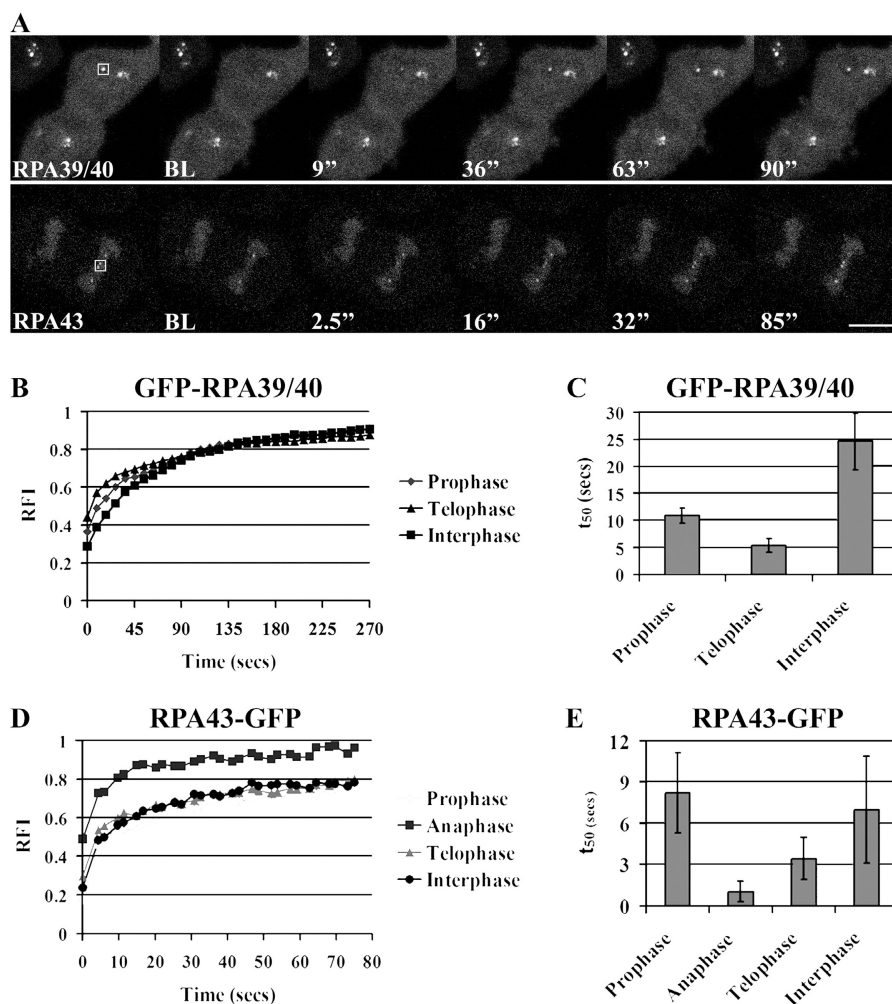 A
RPA39/40 BL 9” 36” 63” 90”
RPA43 BL 2.5” 16” 32” 85”
B GFP-RPA39/40
RFI
1
0.8
0.6
0.4
0.2
0
0 45 90 135 180 225 270
Time (secs)
Prophase
Telophase
Interphase
C GFP-RPA39/40
t50 (secs)
30
25
20
15
10
5
0
Prophase
Telophase
Interphase
D RPA43-GFP
RFI
1
0.8
0.6
0.4
0.2
0
0 10 20 30 40 50 60 70 80
Time (secs)
Prophase
Anaphase
Telophase
Interphase
E RPA43-GFP
t50 (secs)
12
9
6
3
0
Prophase
Anaphase
Telophase
Interphase